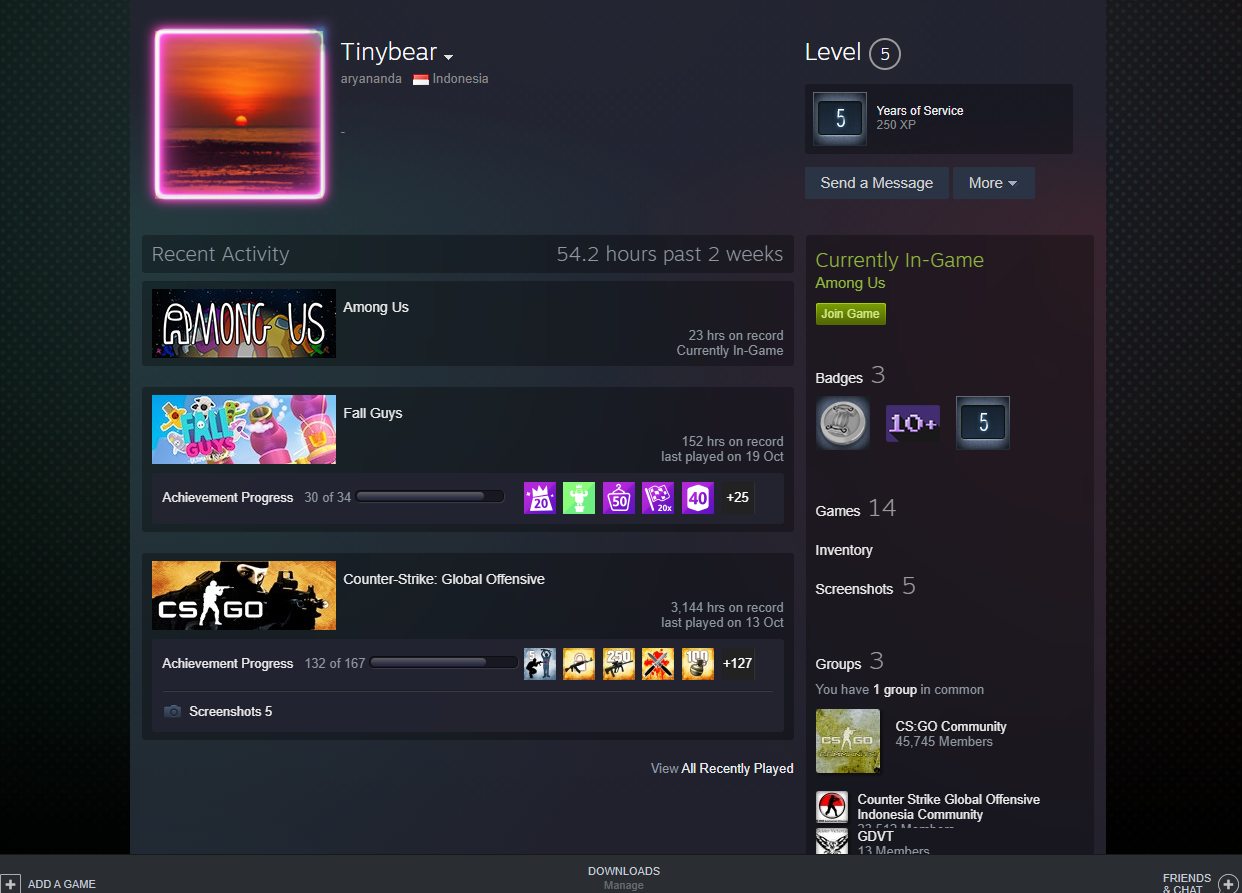 Tinybear
aryananda Indonesia
-
Level 5
5 Years of Service
250 XP
Send a Message More
Recent Activity 54.2 hours past 2 weeks
AMONG US
Among Us
23 hrs on record
Currently In-Game
FALL GUYS
Fall Guys
152 hrs on record
last played on 19 Oct
Achievement Progress 30 of 34 20 50 20x 40 +25
CS GO
Counter-Strike: Global Offensive
3,144 hrs on record
last played on 13 Oct
Achievement Progress 132 of 167 5 250 100 +127
Screenshots 5
View All Recently Played
Currently In-Game
Among Us
Join Game
Badges 3
10+ 5
Games 14
Inventory
Screenshots 5
Groups 3
You have 1 group in common
CS GO
CS:GO Community
45,745 Members
Counter Strike Global Offensive
Indonesia Community
GDVT
13 Members
ADD A GAME
DOWNLOADS
Manage
FRIENDS
& CHAT